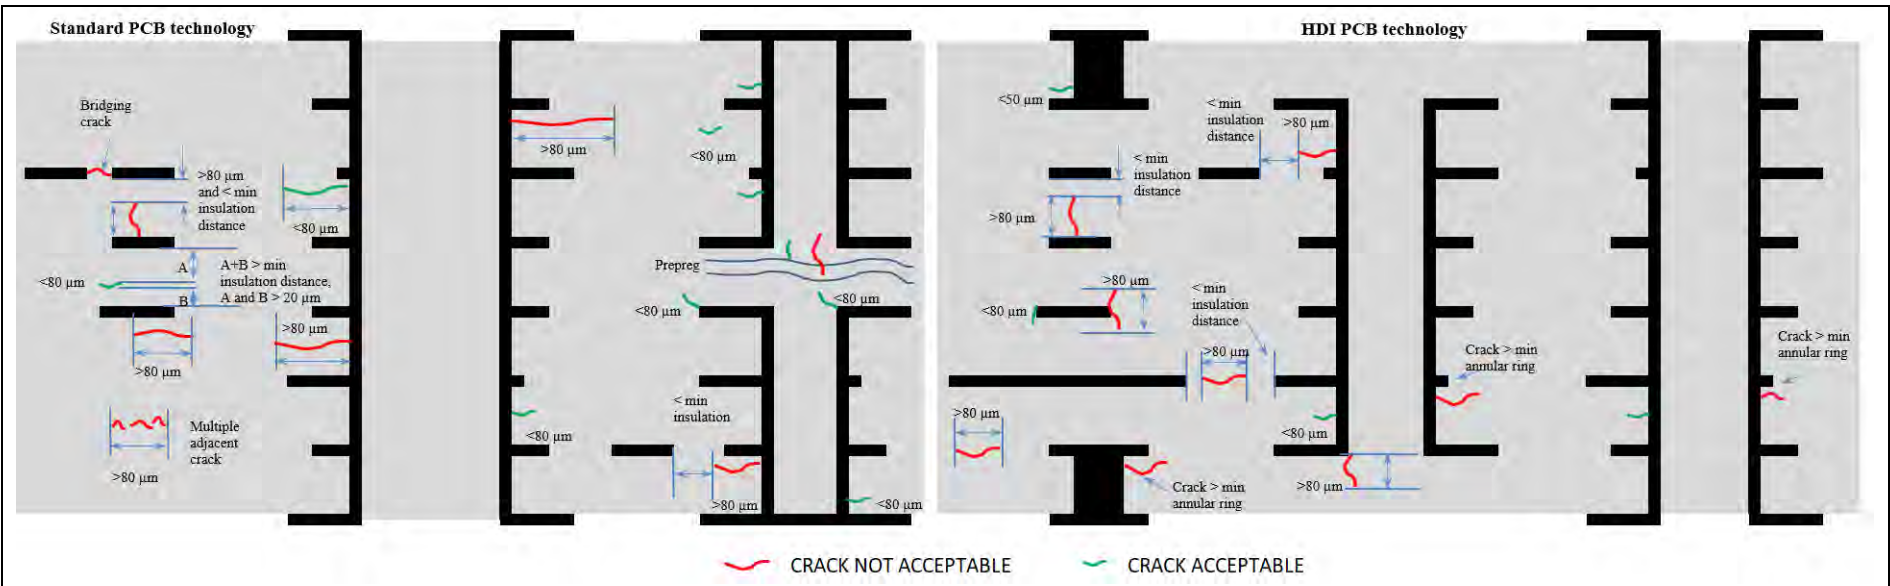 Standard PCB technology
HDI PCB technology
Bridging
crack
>80 µm
and < min
insulation
distance
<80 µm
A
B
A+B > min
insulation distance,
A and B > 20 µm
<80 µm
>80 µm
>80 µm
Multiple
adjacent
crack
>80 µm
>80 µm
<80 µm
Prepreg
<80 µm
<80 µm
<80 µm
< min
insulation
>80 µm
<80 µm
<50 µm
< min
insulation
distance
>80 µm
< min
insulation
distance
>80 µm
>80 µm
<80 µm
< min
insulation
distance
>80 µm
>80 µm
<80 µm
Crack > min
annular ring
>80 µm
Crack > min
annular ring
Crack > min
annular ring
CRACK NOT ACCEPTABLE
CRACK ACCEPTABLE